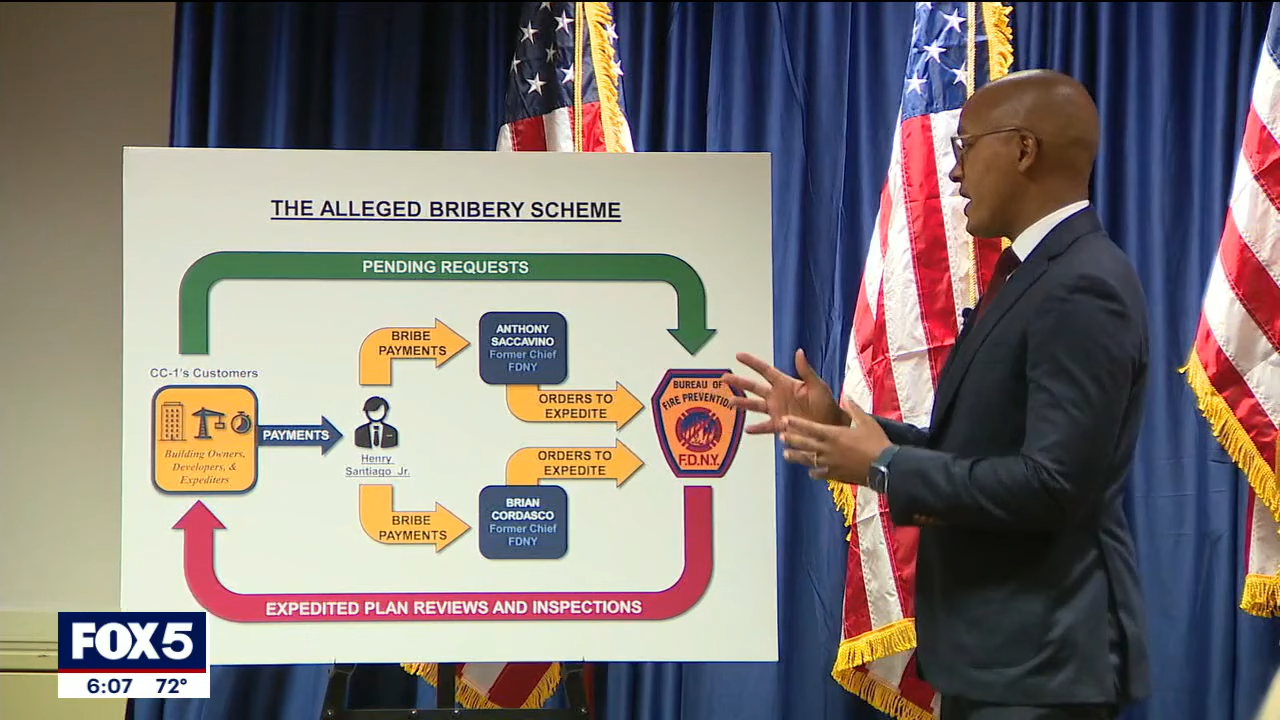 THE ALLEGED BRIBERY SCHEME
PENDING REQUESTS
BRIBE
PAYMENTS
ANTHONY
SACCAVINO
Former Chief
FDNY
CC-1's Customers
ORDERS TO
EXPEDITE
BUREAU OF
FIRE PREVENTION
F.D.N.Y.
PAYMENTS
Building Owners,
Developers, &
Expediters
Henry
Santiago Jr.
ORDERS TO
EXPEDITE
BRIBE
PAYMENTS
BRIAN
CORDASCO
Former Chief
FDNY
EXPEDITED PLAN REVIEWS AND INSPECTIONS
FOX 5
6:07 72°